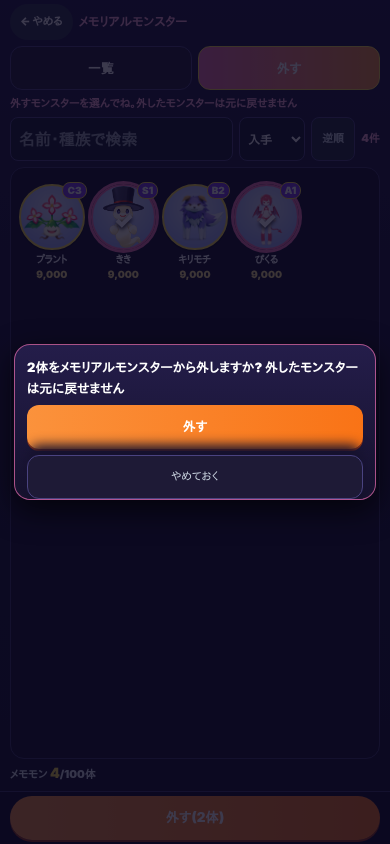 ← やめる
メモリアルモンスター
一覧
外す
外すモンスターを選んでね。外したモンスターは元に戻せません
名前・種族で検索
入手
逆順
4件
C3
S1
B2
A1
プラント
きき
キリモチ
ぴくる
9,000
9,000
9,000
9,000
2体をメモリアルモンスターから外しますか? 外したモンスター
は元に戻せません
外す
やめておく
メモモン 4/100体
外す(2体)